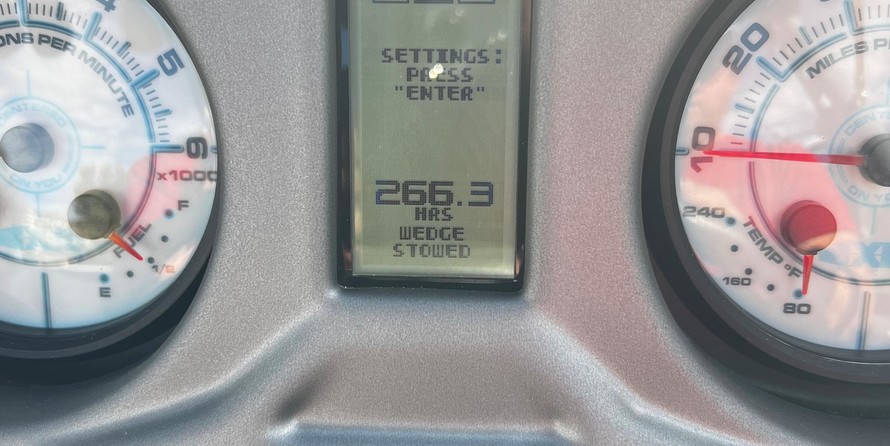 4
5
6
x1000
ONS PER MINUTE
FUEL
F
1/2
E
SETTINGS:
PRESS
"ENTER"
266.3
HRS
WEDGE
STOWED
20
10
MILES P
240
160
80
TEMP °F